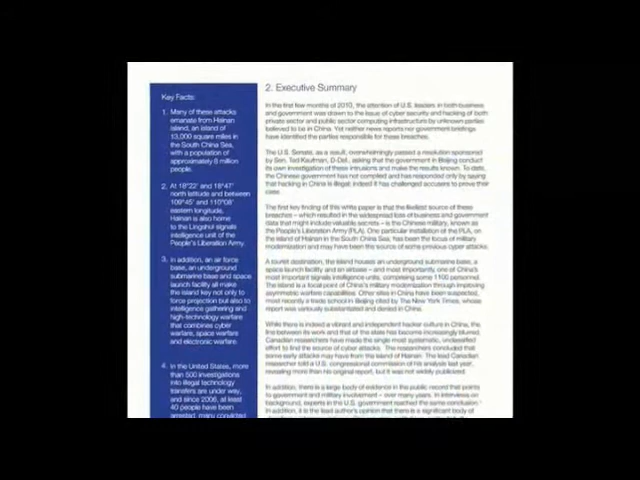 Key Facts:
1. Many of these attacks
emanate from Hainan
Island, an island of
13,000 square miles in
the South China Sea,
with a population of
approximately 8 million
people.
2. At 18°22' and 18°47'
north latitude and between
109°45' and 110°08'
eastern longitude,
Hainan is also home
to the Lingshui signals
intelligence unit of the
People's Liberation Army.
3. In addition, an air force
base, an underground
submarine base and space
launch facility all make
the island key not only to
force projection but also to
intelligence gathering and
high-technology warfare
that combines cyber
warfare, space warfare
and electronic warfare.
4. In the United States, more
than 500 investigations
into illegal technology
transfers are under way,
and since 2006, at least
40 people have been
arrested, many convicted
2. Executive Summary
In the first few months of 2010, the attention of U.S. leaders in both business
and government was drawn to the issue of cyber security and hacking of both
private sector and public sector computing infrastructure by unknown parties
believed to be in China. Yet neither news reports nor government briefings
have identified the parties responsible for these breaches.
The U.S. Senate, as a result, overwhelmingly passed a resolution sponsored
by Sen. Ted Kaufman, D-Del., asking that the government in Beijing conduct
its own investigation of these intrusions and make the results known. To date,
the Chinese government has not complied and has responded only by saying
that hacking in China is illegal; indeed it has challenged accusers to prove their
case.
The first key finding of this white paper is that the likeliest source of these
breaches – which resulted in the widespread loss of business and government
data that might include valuable secrets – is the Chinese military, known as
the People's Liberation Army (PLA). One particular installation of the PLA, on
the island of Hainan in the South China Sea, has been the focus of military
modernization and may have been the source of some previous cyber attacks.
A tourist destination, the island houses an underground submarine base, a
space launch facility and an airbase – and most importantly, one of China's
most important signals intelligence units, comprising some 1100 personnel.
The island is a focal point of China's military modernization through improving
asymmetric warfare capabilities. Other sites in China have been suspected,
most recently a trade school in Beijing cited by The New York Times, whose
report was variously substantiated and denied in China.
While there is indeed a vibrant and independent hacker culture in China, the
line between its work and that of the state has become increasingly blurred.
Canadian researchers have made the single most systematic, unclassified
effort to find the source of cyber attacks. The researchers concluded that
some early attacks may have from the island of Hainan. The lead Canadian
researcher told a U.S. congressional commission of his analysis last year,
revealing more than his original report, but it was not widely publicized.
In addition, there is a large body of evidence in the public record that points
to government and military involvement – over many years. In interviews on
background, experts in the U.S. government reached the same conclusion.
In addition, it is the lead author's opinion that there is significant body of